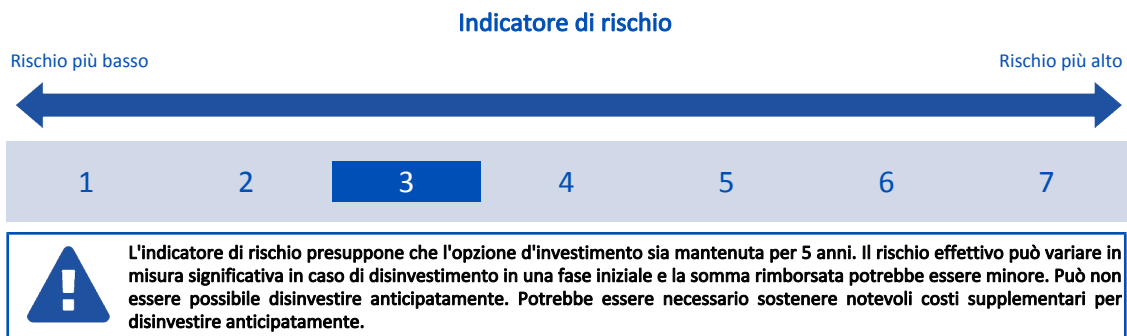 Indicatore di rischio
Rischio più basso
Rischio più alto
1 2 3 4 5 6 7
L'indicatore di rischio presuppone che l'opzione d'investimento sia mantenuta per 5 anni. Il rischio effettivo può variare in
misura significativa in caso di disinvestimento in una fase iniziale e la somma rimborsata potrebbe essere minore. Può non
essere possibile disinvestire anticipatamente. Potrebbe essere necessario sostenere notevoli costi supplementari per
disinvestire anticipatamente.